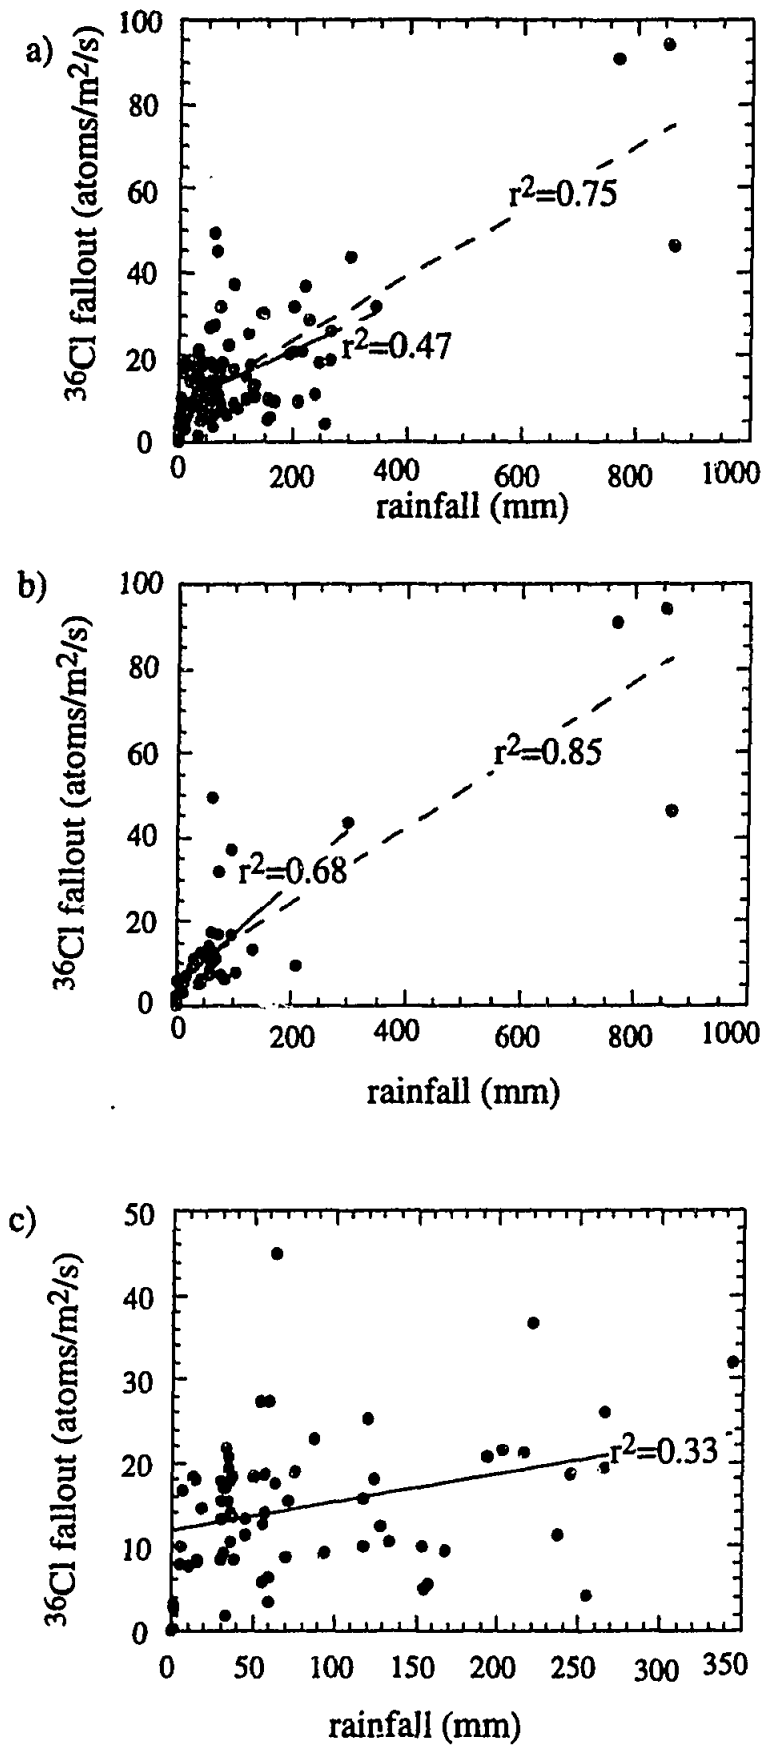 a)
36Cl fallout (atoms/m2/s)
100
80
60
40
20
0
r2=0.75
r2=0.47
0 200 400 600 800 1000
rainfall (mm)
b)
36Cl fallout (atoms/m2/s)
100
80
60
40
20
0
r2=0.85
r2=0.68
0 200 400 600 800 1000
rainfall (mm)
c)
36Cl fallout (atoms/m2/s)
50
40
30
20
10
0
r2=0.33
0 50 100 150 200 250 300 350
rainfall (mm)